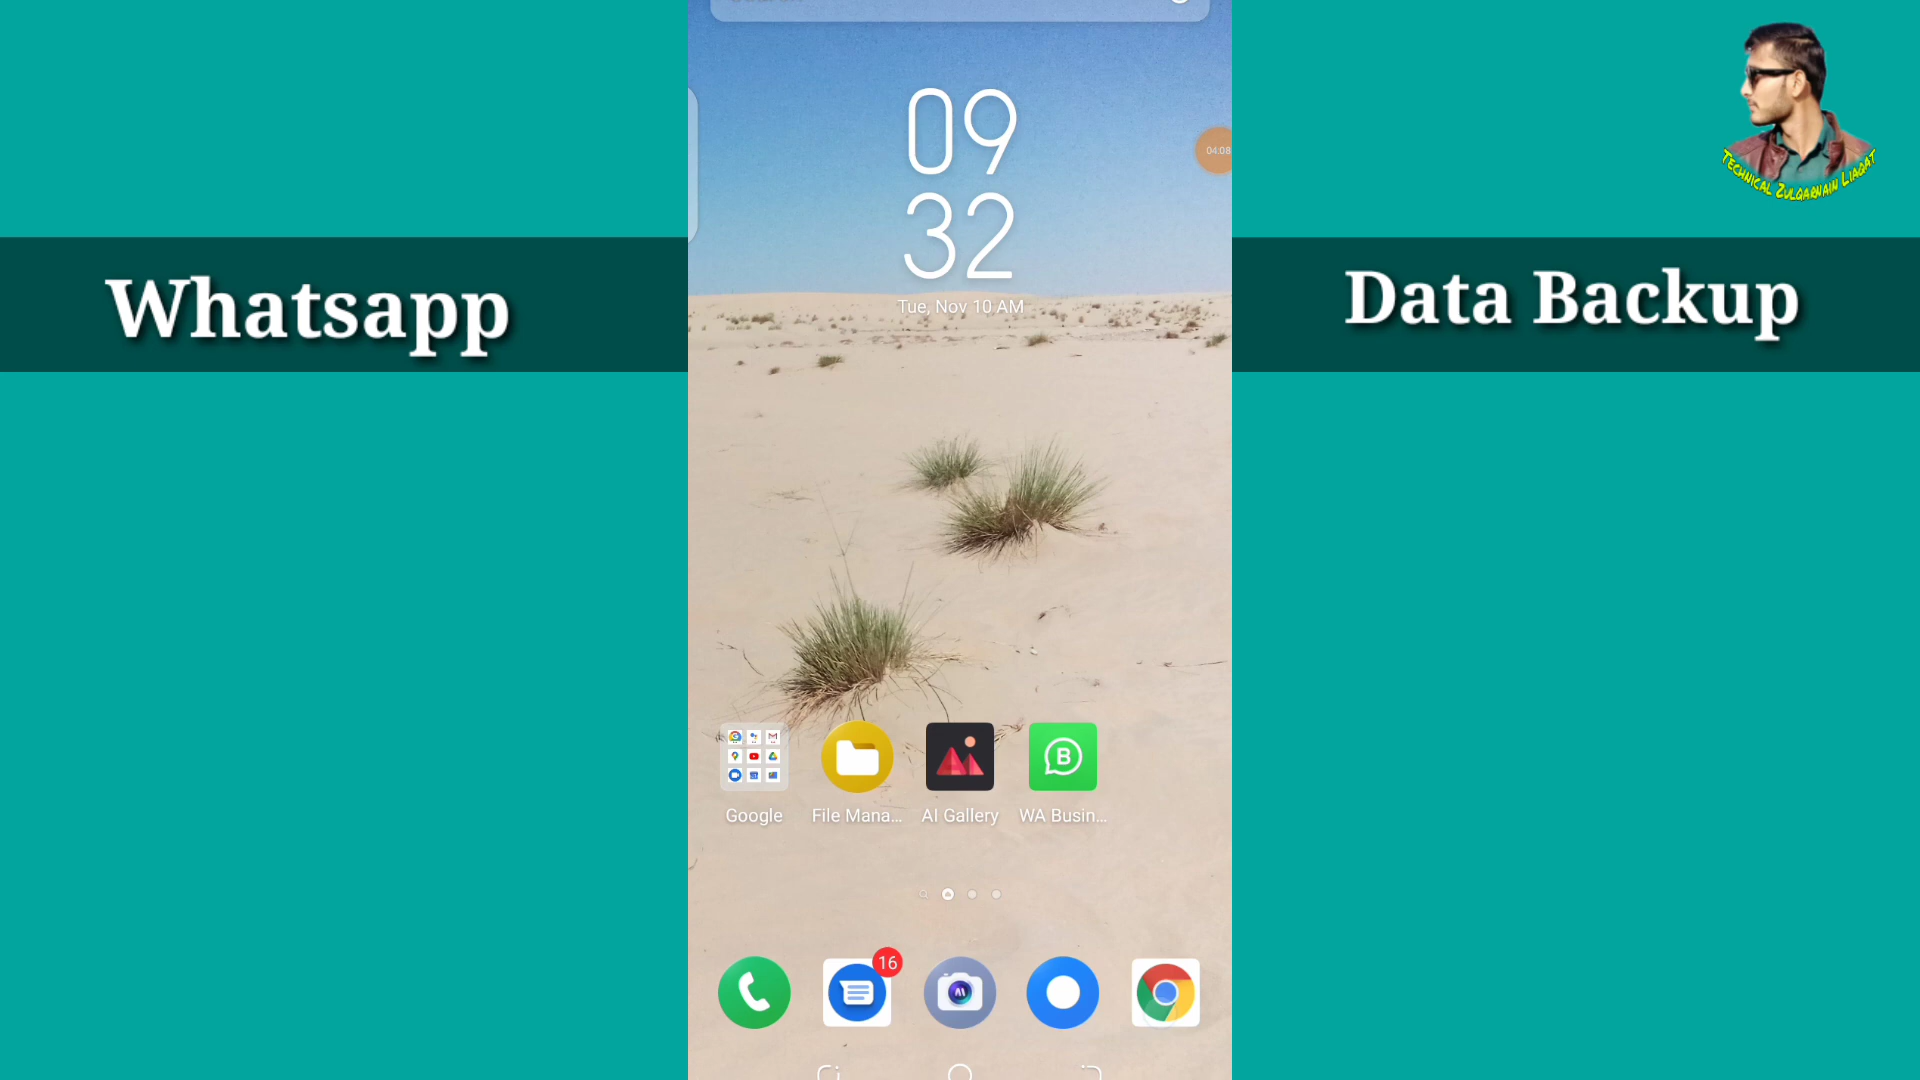 09
32
Tue, Nov 10 AM
04:08
Whatsapp
Data Backup
Technical Zulqarnain Liaqat
Google
File Mana...
AI Gallery
WA Busin...
16